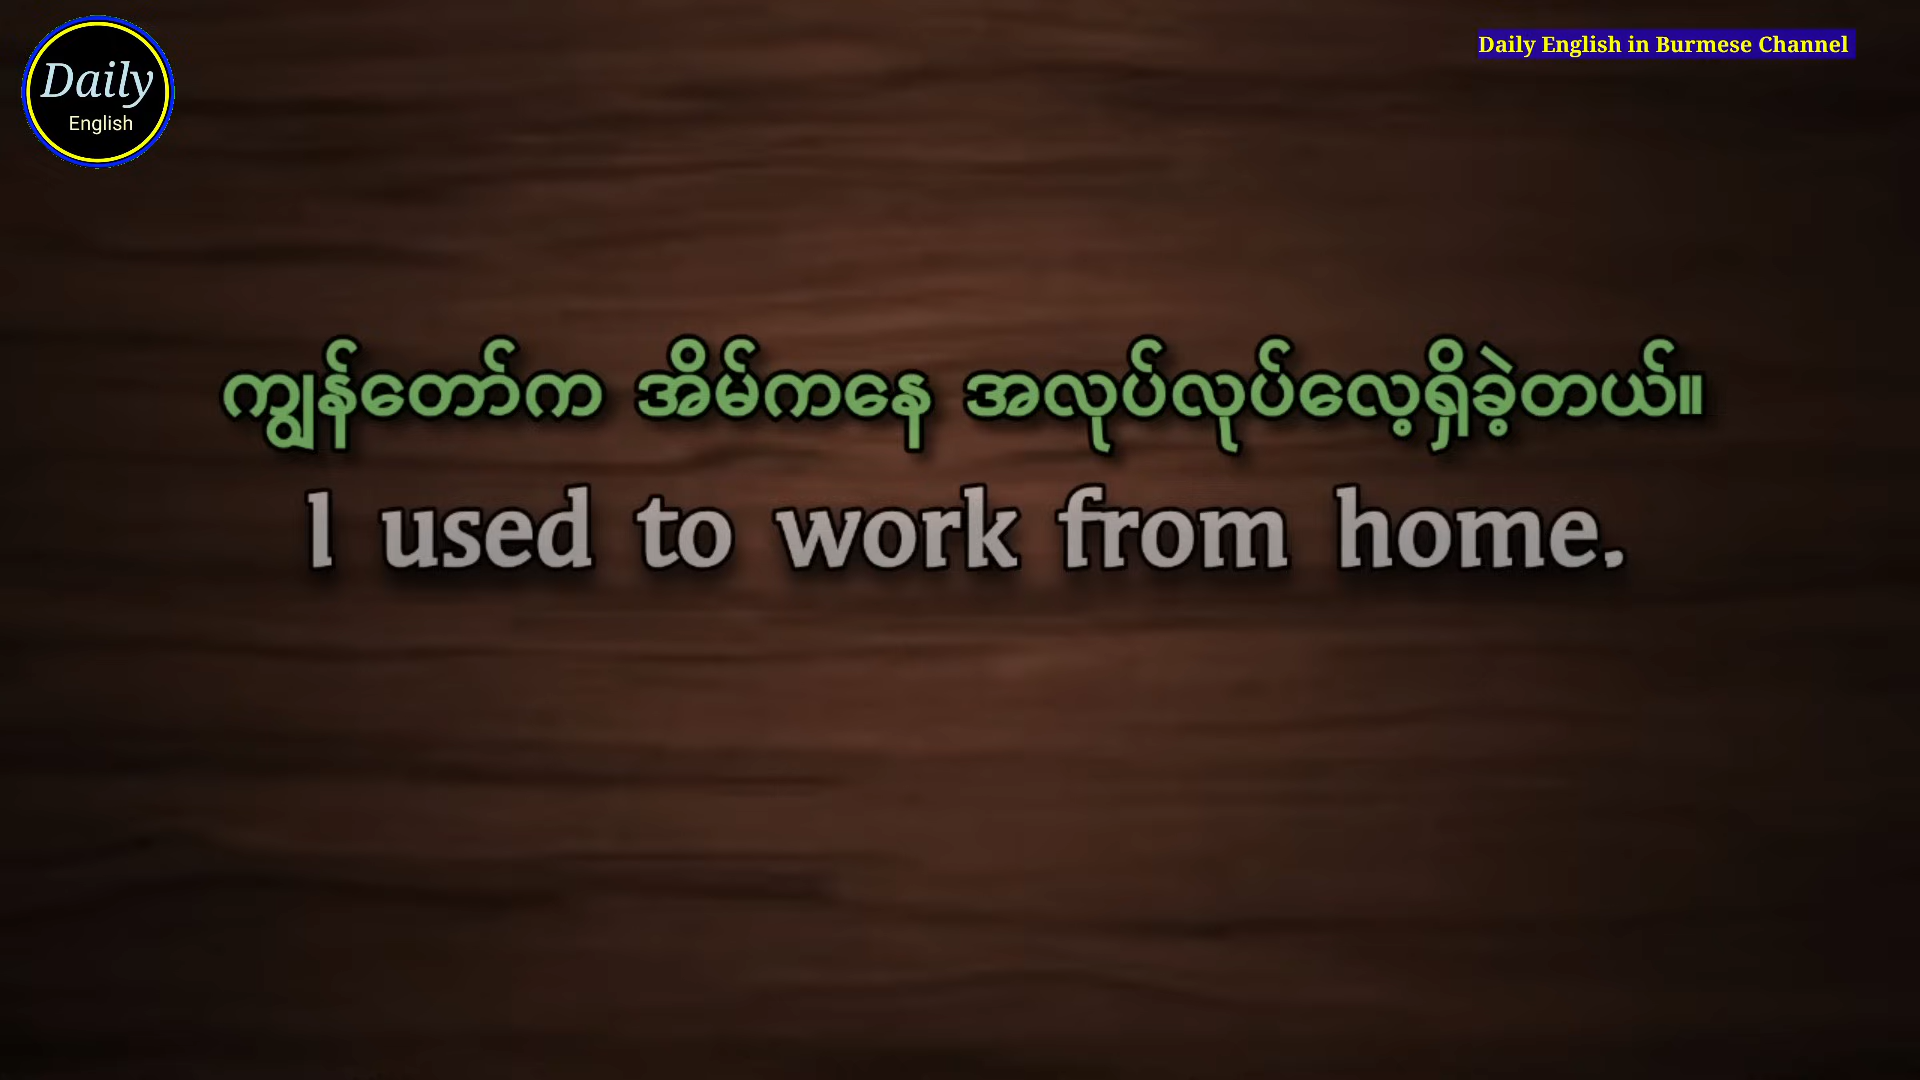 Daily
English
Daily English in Burmese Channel
ကျွန်တော်က အိမ်ကနေ အလုပ်လုပ်လေ့ရှိခဲ့တယ်။
I used to work from home.